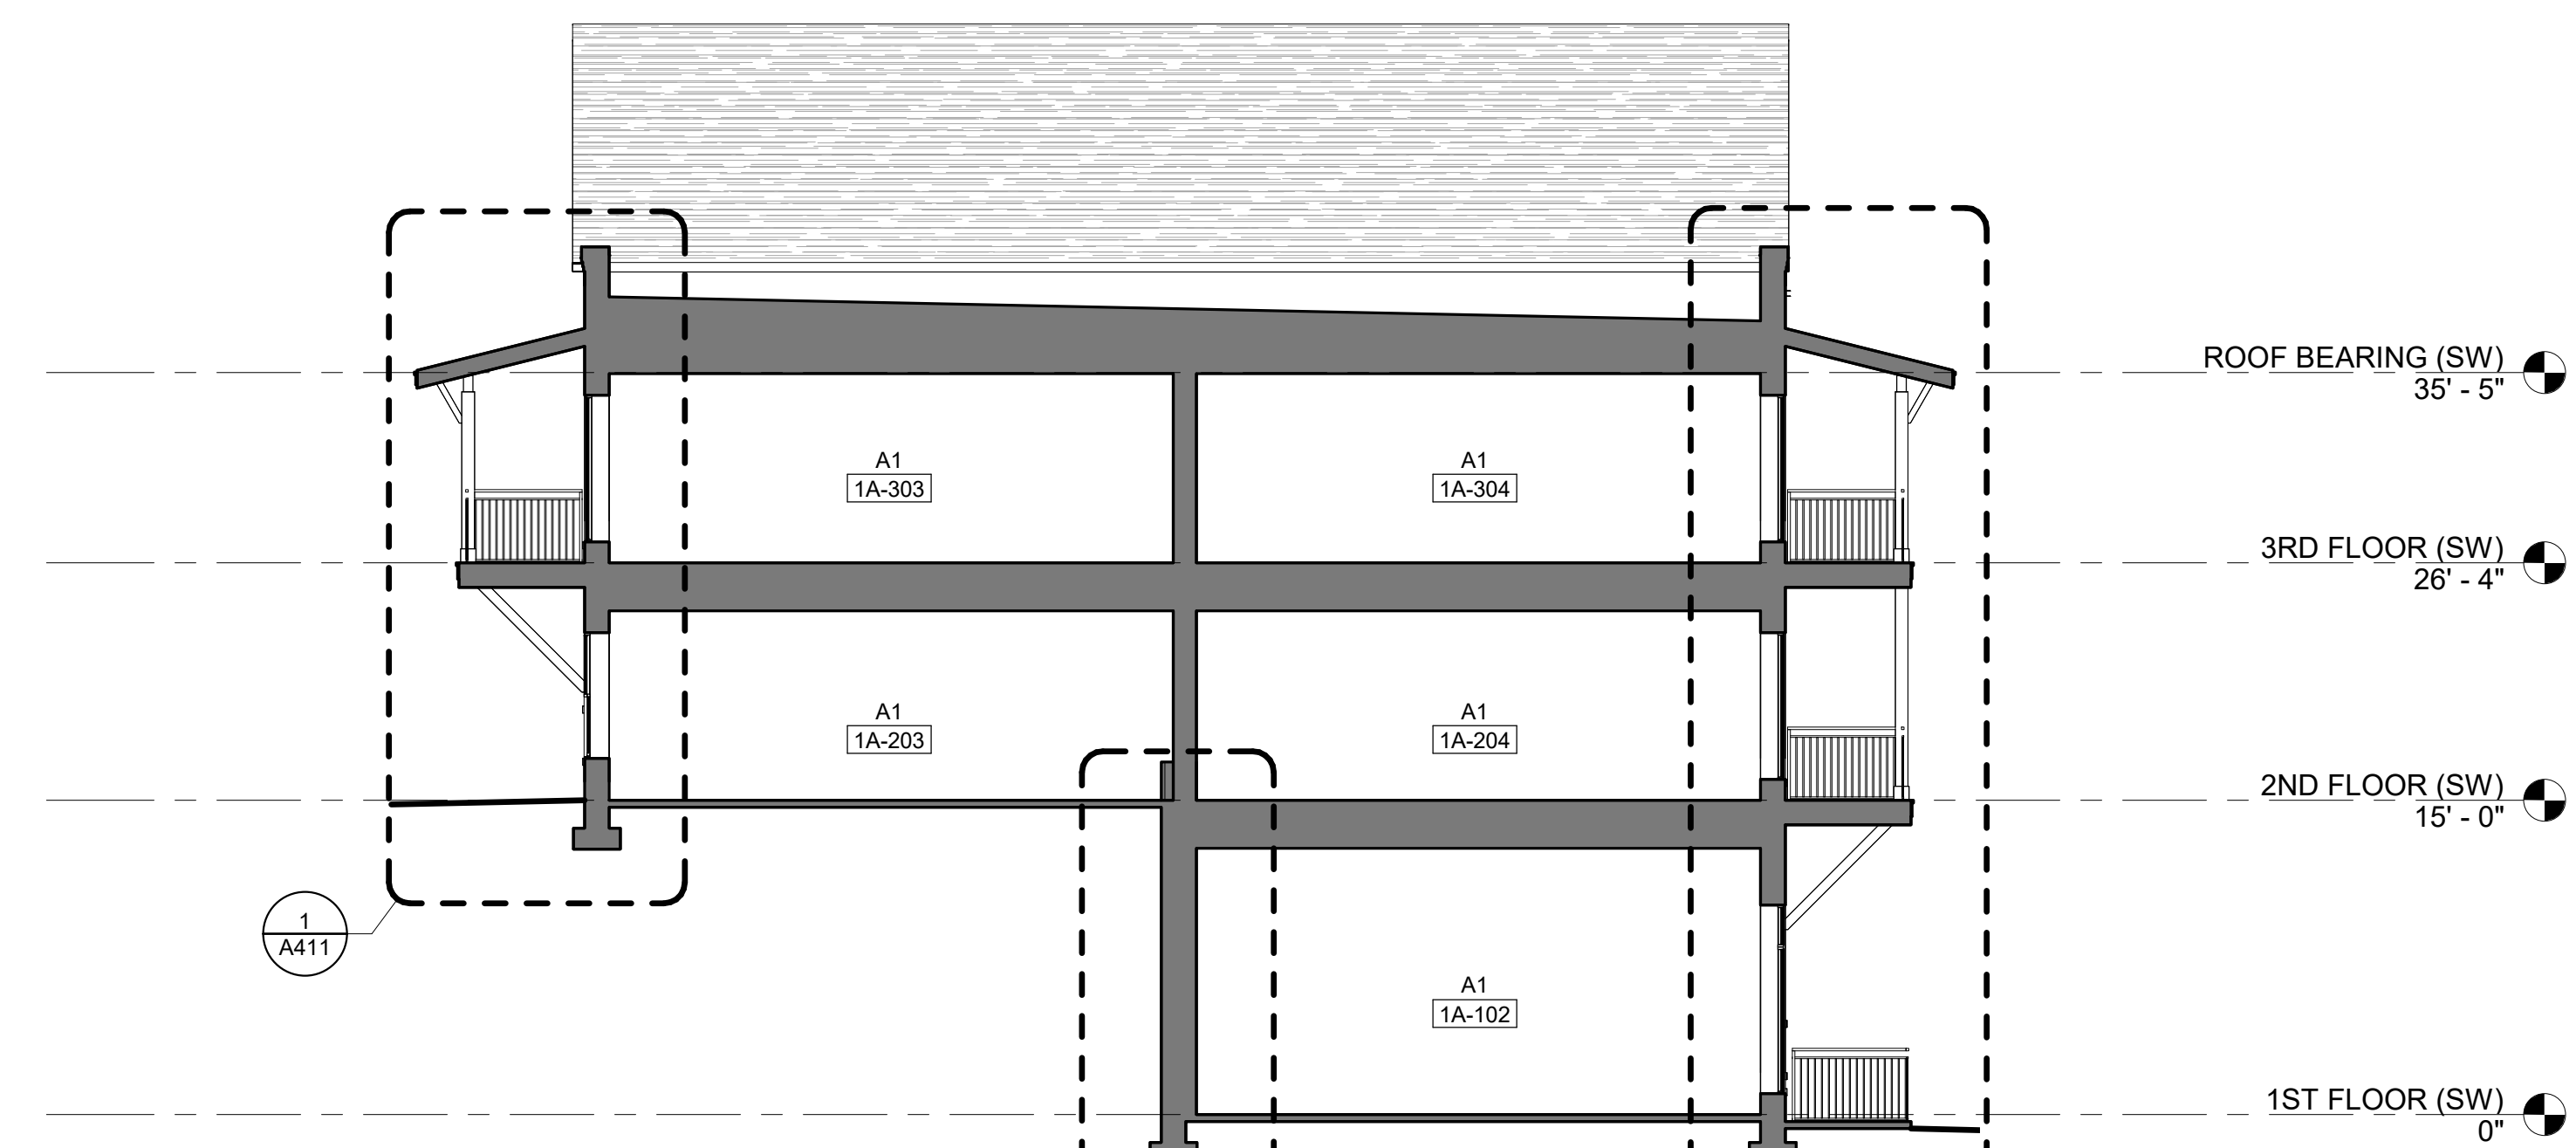 ROOF BEARING (SW)
35' - 5"
A1
1A-303
A1
1A-304
3RD FLOOR (SW)
26' - 4"
A1
1A-203
A1
1A-204
2ND FLOOR (SW)
15' - 0"
1
A411
A1
1A-102
1ST FLOOR (SW)
0"